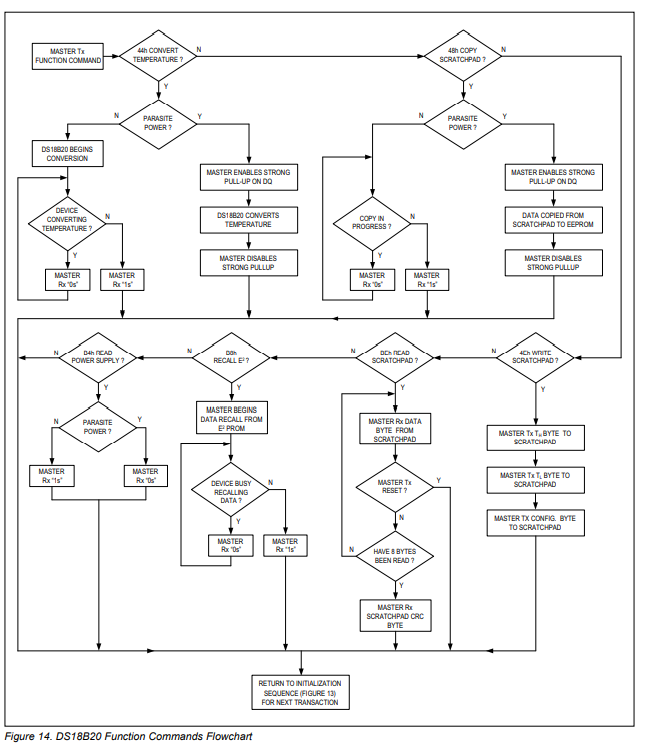 MASTER Tx
FUNCTION COMMAND
44h CONVERT
TEMPERATURE ?
N
Y
48h COPY
SCRATCHPAD ?
N
Y
PARASITE
POWER ?
N
Y
PARASITE
POWER ?
N
Y
DS18B20 BEGINS
CONVERSION
MASTER ENABLES STRONG
PULL-UP ON DQ
MASTER ENABLES STRONG
PULL-UP ON DQ
DEVICE
CONVERTING
TEMPERATURE ?
N
Y
DS18B20 CONVERTS
TEMPERATURE
COPY IN
PROGRESS ?
N
Y
DATA COPIED FROM
SCRATCHPAD TO EEPROM
MASTER
Rx “0s”
MASTER
Rx “1s”
MASTER DISABLES
STRONG PULLUP
MASTER
Rx “0s”
MASTER
Rx “1s”
MASTER DISABLES
STRONG PULLUP
B4h READ
POWER SUPPLY ?
N
Y
B8h
RECALL E² ?
N
Y
BEh READ
SCRATCHPAD ?
N
Y
4Eh WRITE
SCRATCHPAD ?
N
Y
PARASITE
POWER ?
N
Y
MASTER BEGINS
DATA RECALL FROM
E² PROM
MASTER Rx DATA
BYTE FROM
SCRATCHPAD
MASTER Tx TH BYTE TO
SCRATCHPAD
MASTER
Rx “1s”
MASTER
Rx “0s”
DEVICE BUSY
RECALLING
DATA ?
N
Y
MASTER Tx
RESET ?
Y
N
MASTER Tx TL BYTE TO
SCRATCHPAD
MASTER TX CONFIG. BYTE
TO SCRATCHPAD
MASTER
Rx “0s”
MASTER
Rx “1s”
HAVE 8 BYTES
BEEN READ ?
N
Y
MASTER Rx
SCRATCHPAD CRC
BYTE
RETURN TO INITIALIZATION
SEQUENCE (FIGURE 13)
FOR NEXT TRANSACTION
Figure 14. DS18B20 Function Commands Flowchart